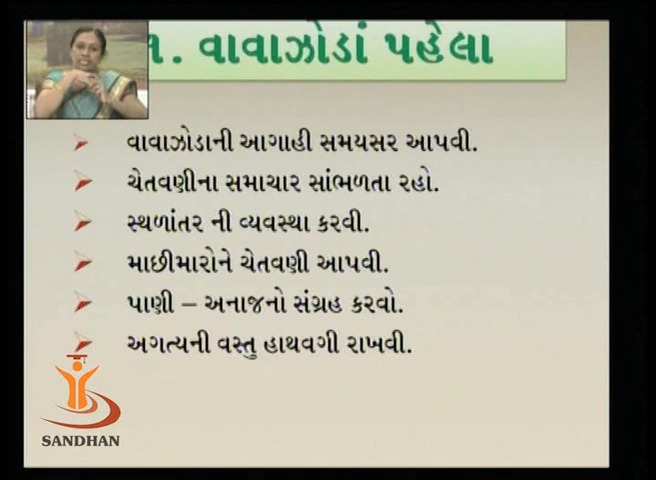 ૧. વાવાઝોડાં પહેલા
વાવાઝોડાની આગાહી સમયસર આપવી.
ચેતવણીના સમાચાર સાંભળતા રહો.
સ્થળાંતર ની વ્યવસ્થા કરવી.
માછીમારોને ચેતવણી આપવી.
પાણી – અનાજનો સંગ્રહ કરવો.
અગત્યની વસ્તુ હાથવગી રાખવી.
SANDHAN